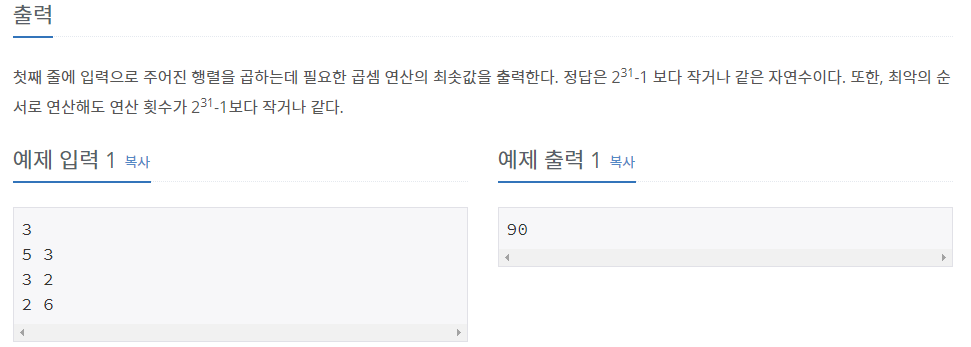 출력
첫째 줄에 입력으로 주어진 행렬을 곱하는데 필요한 곱셈 연산의 최솟값을 출력한다. 정답은 2³¹-1 보다 작거나 같은 자연수이다. 또한, 최악의 순
서로 연산해도 연산 횟수가 2³¹-1보다 작거나 같다.
예제 입력 1 복사
3
5 3
3 2
2 6
예제 출력 1 복사
90